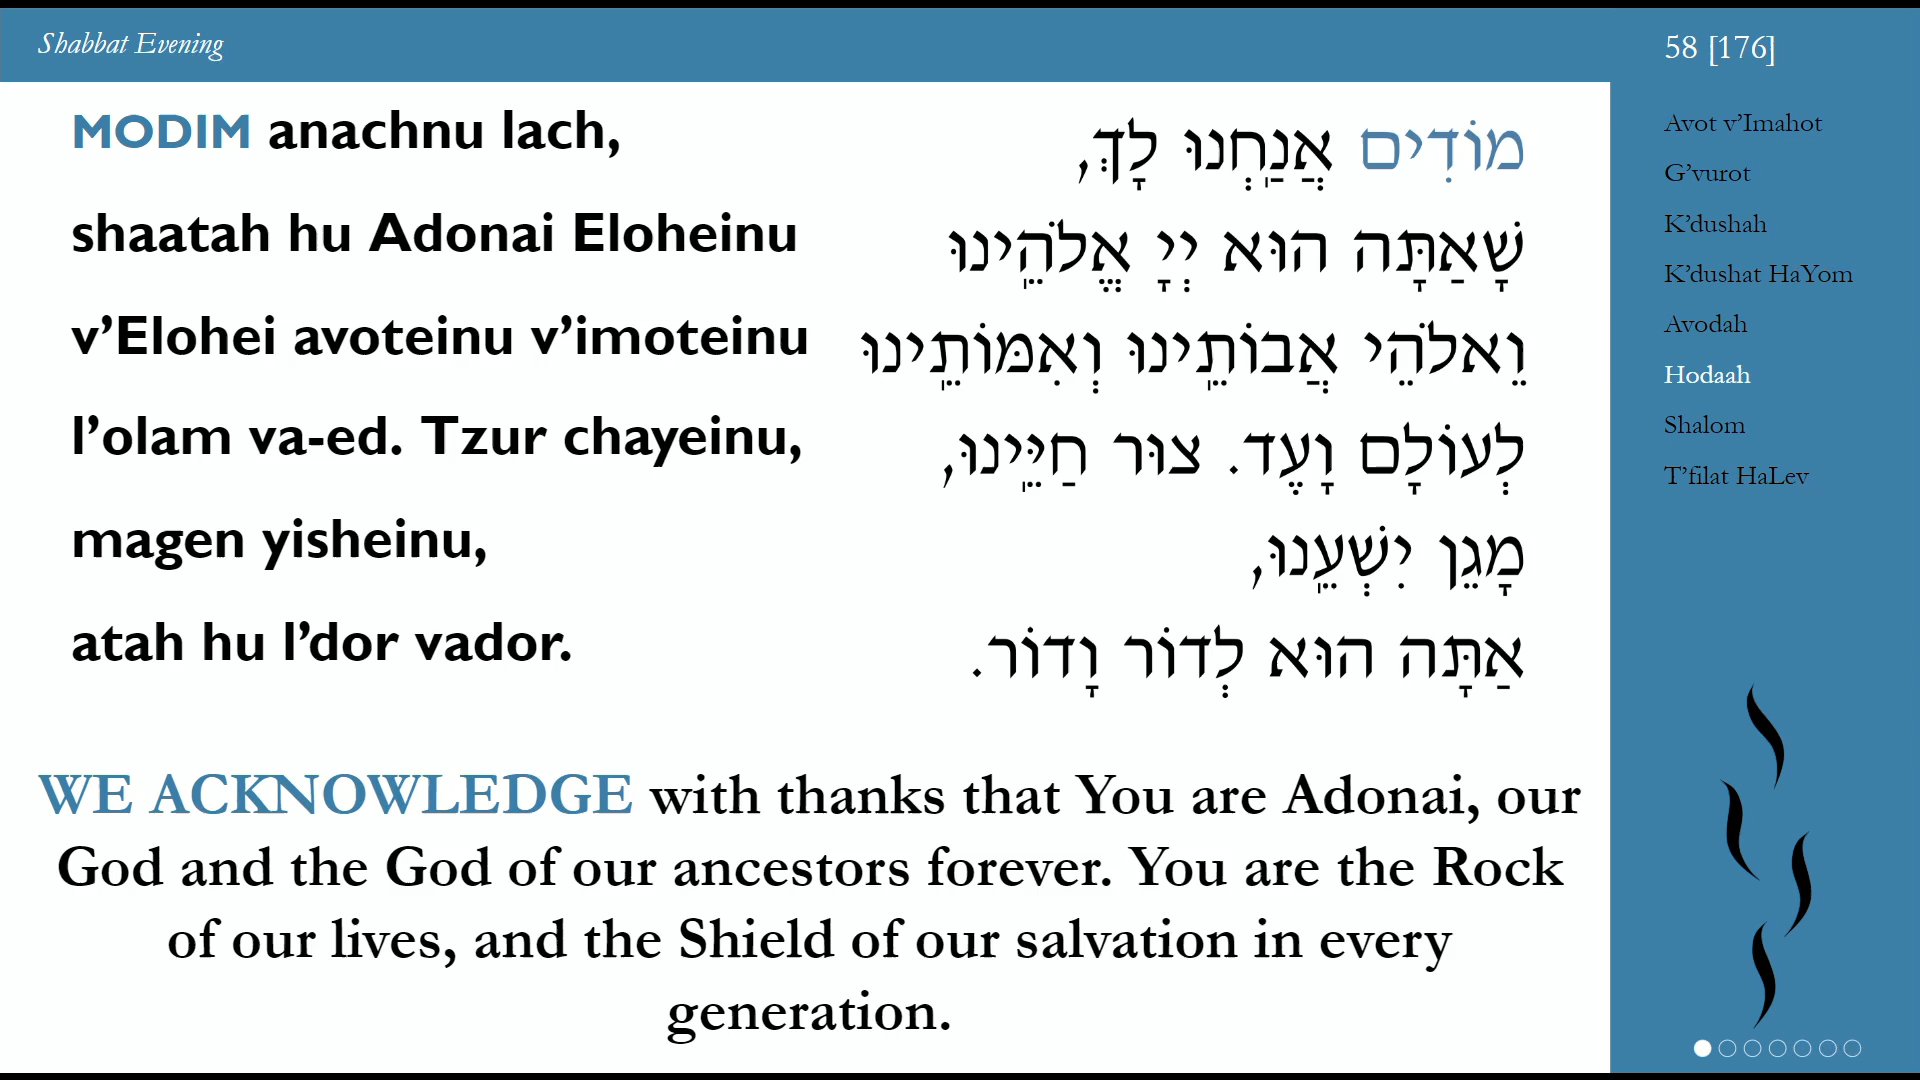 Shabbat Evening
58 [176]
MODIM anachnu lach,
shaatah hu Adonai Eloheinu
v’Elohei avoteinu v’imoteinu
l’olam va-ed. Tzur chayeinu,
magen yisheinu,
atah hu l’dor vador.
מוֹדִים אֲנַֽחְנוּ לָךְ,
שָׁאַתָּה הוּא יְיָ אֱלֹהֵֽינוּ
וֵאלֹהֵי אֲבוֹתֵֽינוּ וְאִמּוֹתֵֽינוּ
לְעוֹלָם וָעֶד. צוּר חַיֵּֽינוּ,
מָגֵן יִשְׁעֵֽנוּ,
אַתָּה הוּא לְדוֹר וָדוֹר.
WE ACKNOWLEDGE with thanks that You are Adonai, our
God and the God of our ancestors forever. You are the Rock
of our lives, and the Shield of our salvation in every
generation.
Avot v’Imahot
G’vurot
K’dushah
K’dushat HaYom
Avodah
Hodaah
Shalom
T’filat HaLev